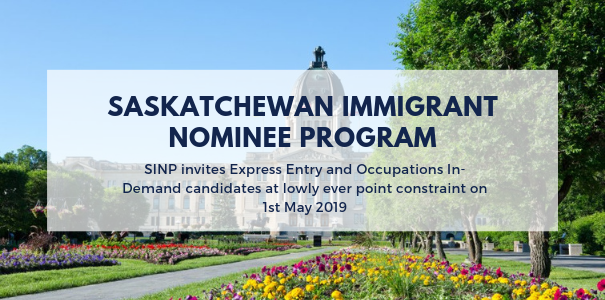 SASKATCHEWAN IMMIGRANT
NOMINEE PROGRAM
SINP invites Express Entry and Occupations In-
Demand candidates at lowly ever point constraint on
1st May 2019